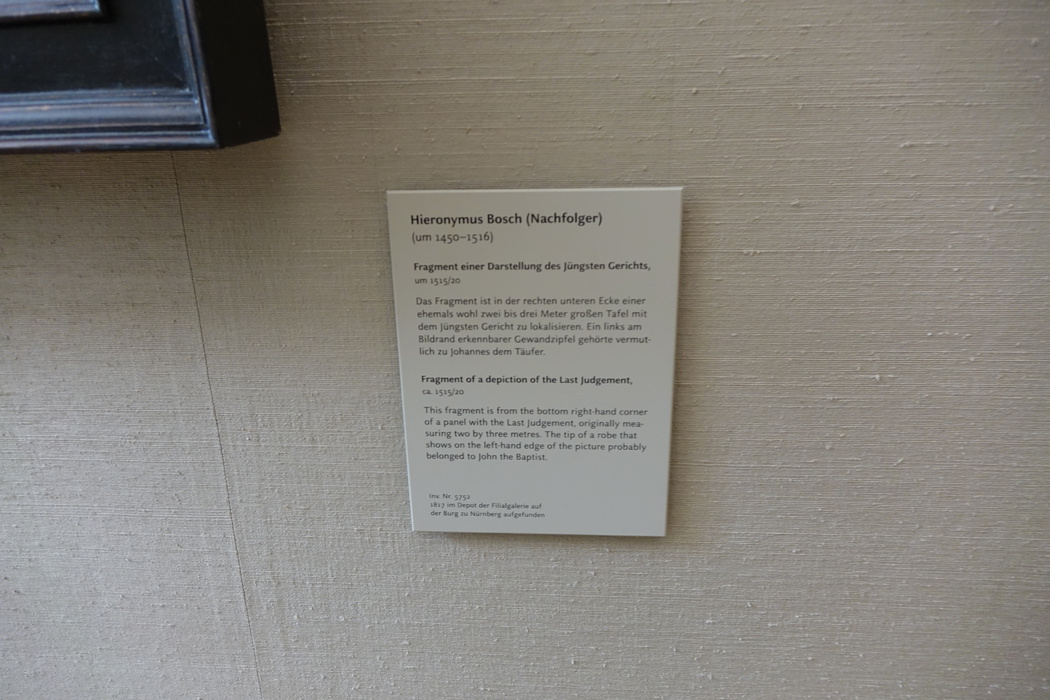 Hieronymus Bosch (Nachfolger)
(um 1450–1516)
Fragment einer Darstellung des Jüngsten Gerichts,
um 1515/20
Das Fragment ist in der rechten unteren Ecke einer
ehemals wohl zwei bis drei Meter großen Tafel mit
dem Jüngsten Gericht zu lokalisieren. Ein links am
Bildrand erkennbarer Gewandzipfel gehörte vermut-
lich zu Johannes dem Täufer.
Fragment of a depiction of the Last Judgement,
ca. 1515/20
This fragment is from the bottom right-hand corner
of a panel with the Last Judgement, originally mea-
suring two by three metres. The tip of a robe that
shows on the left-hand edge of the picture probably
belonged to John the Baptist.
Inv. Nr. 5752
1817 im Depot der Filialgalerie auf
der Burg zu Nürnberg aufgefunden